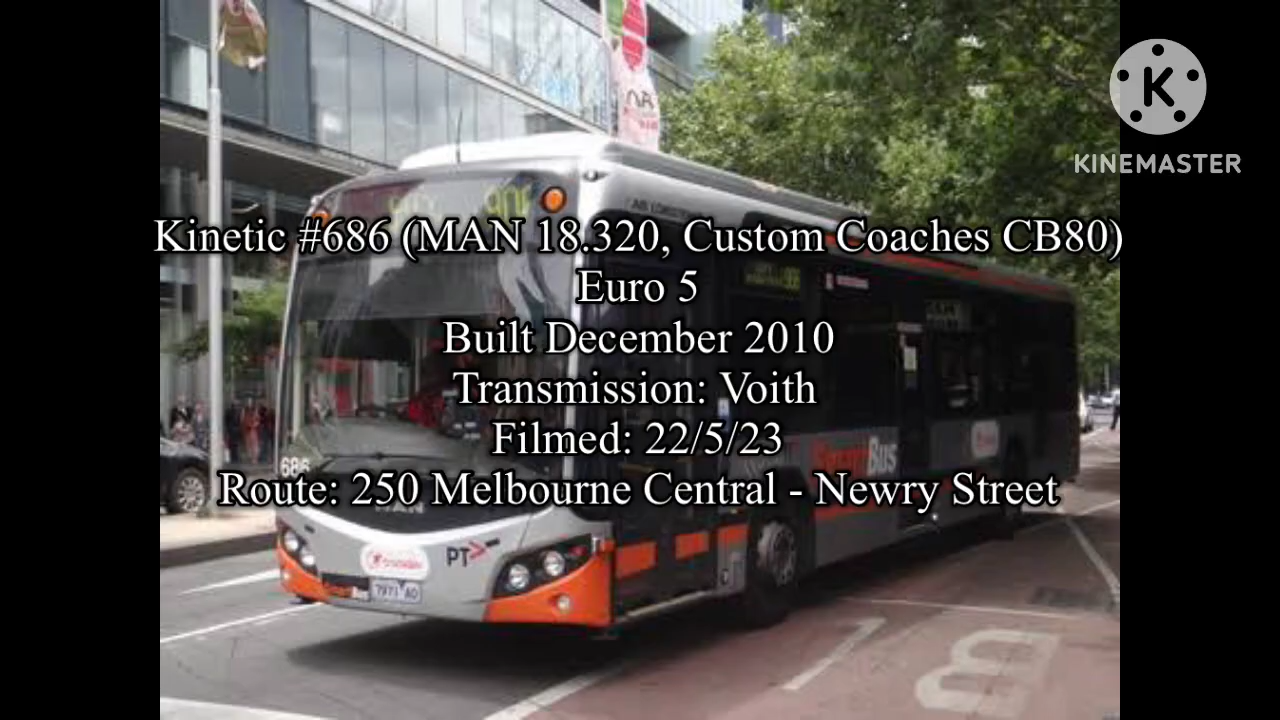 KINEMASTER
Kinetic #686 (MAN 18.320, Custom Coaches CB80)
Euro 5
Built December 2010
Transmission: Voith
Filmed: 22/5/23
Route: 250 Melbourne Central - Newry Street
SmartBus
686
MAN
PT